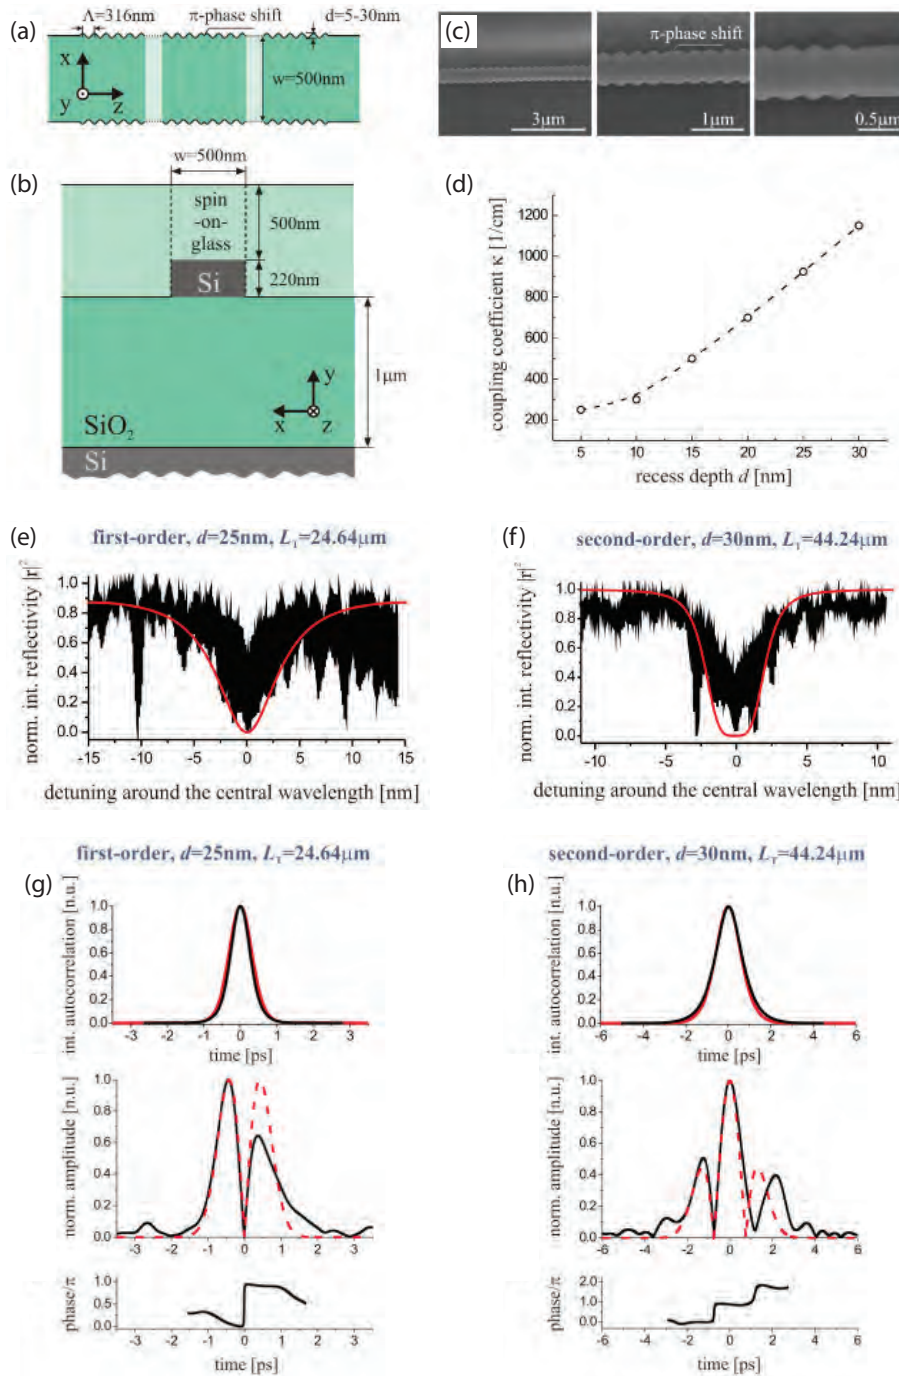 (a)
Λ=316nm
π-phase shift
d=5-30nm
x
y
z
w=500nm
(b)
w=500nm
spin
-on-
glass
500nm
Si
220nm
1μm
y
x
z
SiO₂
Si
(c)
π-phase shift
3μm
1μm
0.5μm
(d)
coupling coefficient κ [1/cm]
1200
1100
1000
900
800
700
600
500
400
300
200
5 10 15 20 25 30
recess depth d [nm]
(e)
first-order, d=25nm, L_T=24.64μm
norm. int. reflectivity |r|²
1.0
0.8
0.6
0.4
0.2
0.0
-15 -10 -5 0 5 10 15
detuning around the central wavelength [nm]
(f)
second-order, d=30nm, L_T=44.24μm
norm. int. reflectivity |r|²
1.0
0.8
0.6
0.4
0.2
0.0
-10 -5 0 5 10
detuning around the central wavelength [nm]
(g)
first-order, d=25nm, L_T=24.64μm
int. autocorrelation [n.u.]
1.0
0.8
0.6
0.4
0.2
0.0
-3 -2 -1 0 1 2 3
time [ps]
norm. amplitude [n.u.]
1.0
0.8
0.6
0.4
0.2
0.0
-3 -2 -1 0 1 2 3
phase/π
1.0
0.5
0.0
-3 -2 -1 0 1 2 3
time [ps]
(h)
second-order, d=30nm, L_T=44.24μm
int. autocorrelation [n.u.]
1.0
0.8
0.6
0.4
0.2
0.0
-6 -4 -2 0 2 4 6
time [ps]
norm. amplitude [n.u.]
1.0
0.8
0.6
0.4
0.2
0.0
-6 -4 -2 0 2 4 6
phase/π
2.0
1.0
0.0
-6 -4 -2 0 2 4 6
time [ps]